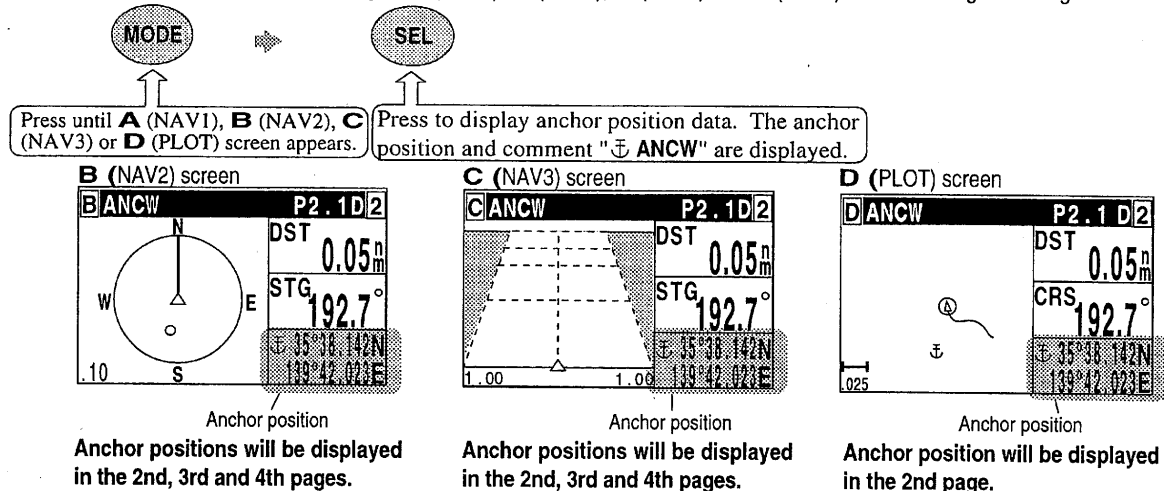 MODE
SEL
Press until A (NAV1), B (NAV2), C
(NAV3) or D (PLOT) screen appears.
Press to display anchor position data. The anchor
position and comment "⚓ ANCW" are displayed.
B (NAV2) screen
B ANCW P2.1D 2
N
W
E
S
.10
DST
0.05 nm
STG
192.7°
⚓ 35°38.142N
139°42.023E
Anchor position
Anchor positions will be displayed
in the 2nd, 3rd and 4th pages.
C (NAV3) screen
C ANCW P2.1D 2
1.00
1.00
DST
0.05 nm
STG
192.7°
⚓ 35°38.142N
139°42.023E
Anchor position
Anchor positions will be displayed
in the 2nd, 3rd and 4th pages.
D (PLOT) screen
D ANCW P2.1 D 2
.025
DST
0.05 nm
CRS
192.7°
⚓ 35°38.142N
139°42.023E
Anchor position
Anchor position will be displayed
in the 2nd page.